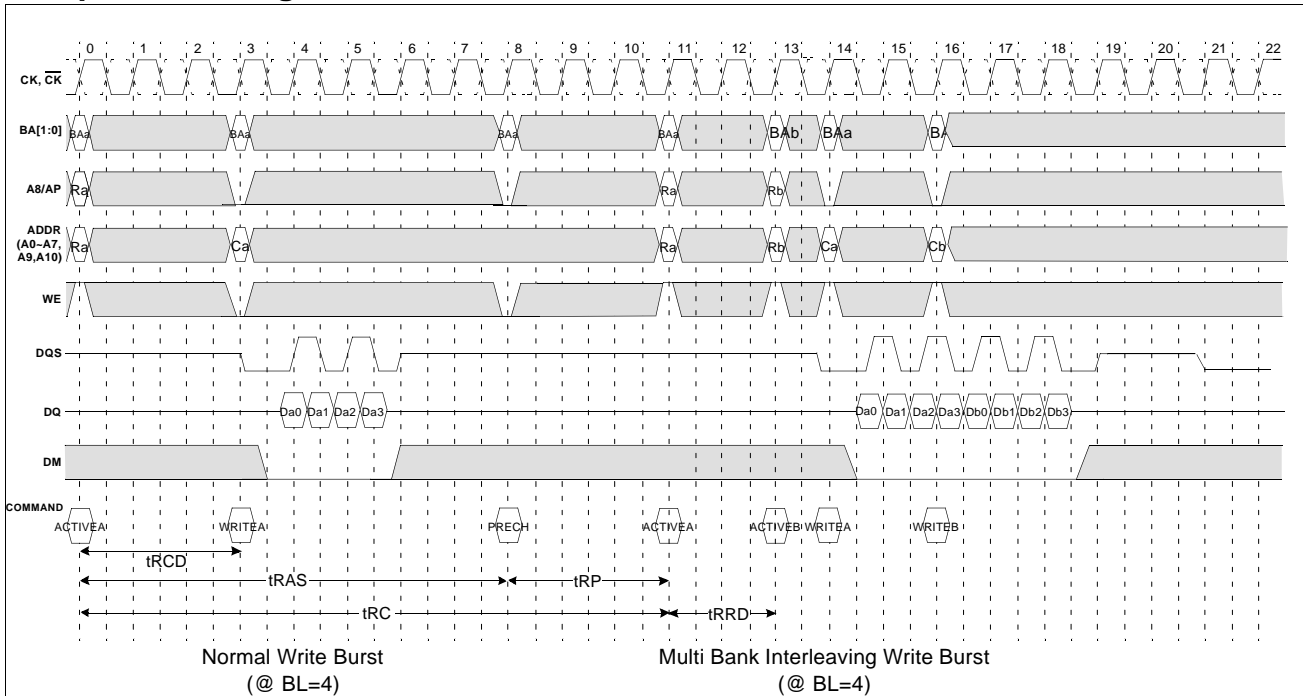 0 1 2 3 4 5 6 7 8 9 10 11 12 13 14 15 16 17 18 19 20 21 22
CK, CK
BA[1:0] BAa BAa BAa BAa BAb BAa BA
A8/AP Ra Ra Rb
ADDR
(A0~A7,
A9,A10)
Ra Ca Ra Rb Ca Cb
WE
DQS
DQ Da0 Da1 Da2 Da3 Da0 Da1 Da2 Da3 Db0 Db1 Db2 Db3
DM
COMMAND
ACTIVEA WRITEA PRECH ACTIVEA ACTIVEB WRITEA WRITEB
tRCD
tRAS tRP
tRC tRRD
Normal Write Burst Multi Bank Interleaving Write Burst
(@ BL=4) (@ BL=4)